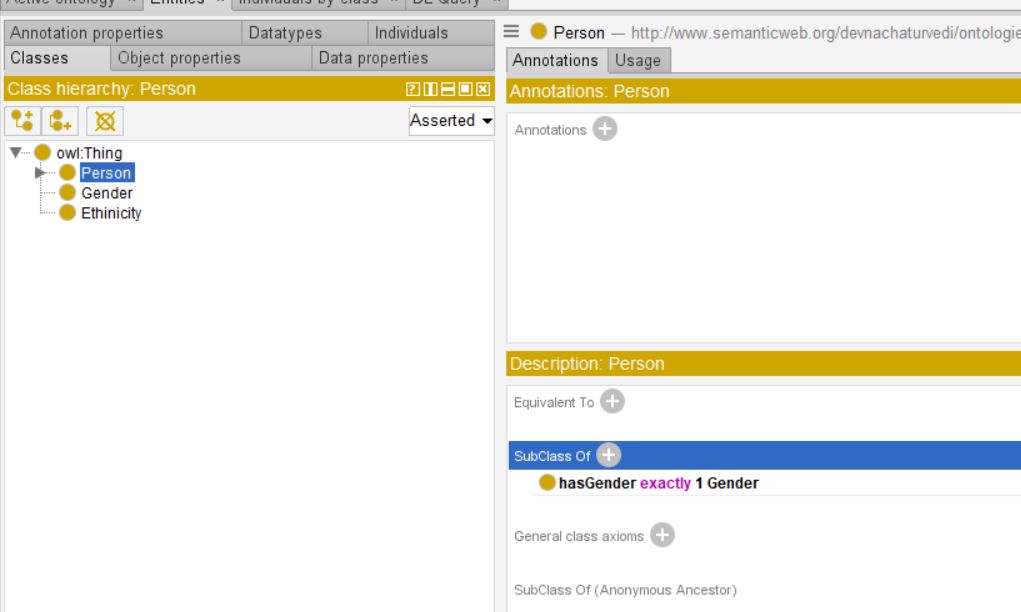 Active ontology × Entities × Individuals by class × DL Query ×
Annotation properties Datatypes Individuals
Classes Object properties Data properties
Class hierarchy: Person
Asserted
owl:Thing
Person
Gender
Ethinicity
Person — http://www.semanticweb.org/devnachaturvedi/ontologie
Annotations Usage
Annotations: Person
Annotations
Description: Person
Equivalent To
SubClass Of
hasGender exactly 1 Gender
General class axioms
SubClass Of (Anonymous Ancestor)